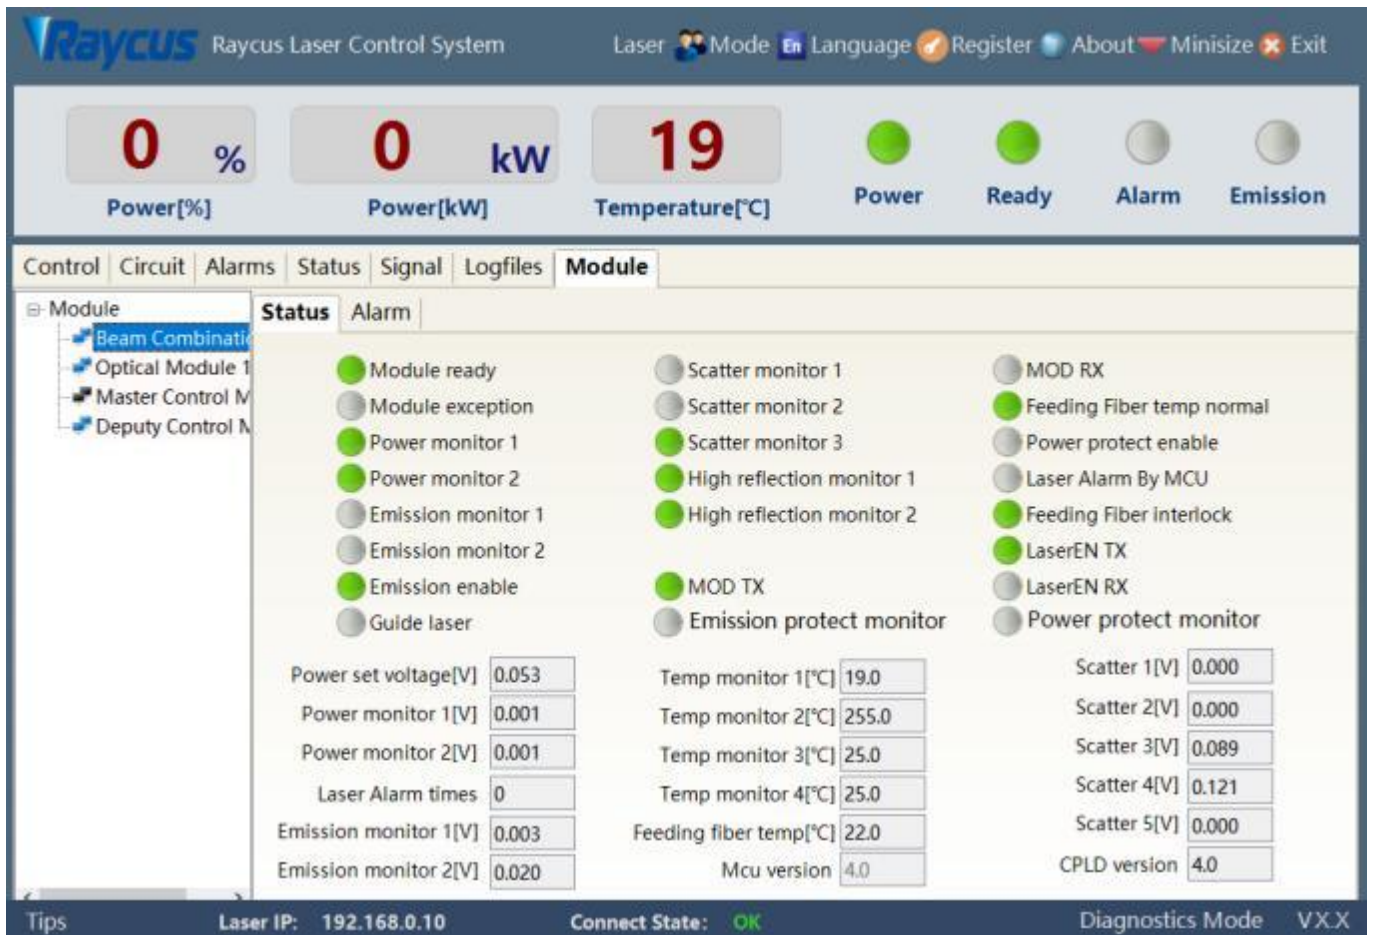 Raycus Raycus Laser Control System Laser Mode En Language Register About Minisize Exit
0 % 0 kW 19
Power[%] Power[kW] Temperature[℃] Power Ready Alarm Emission
Control Circuit Alarms Status Signal Logfiles Module
Module Status Alarm
Beam Combinatio
Optical Module 1 Module ready Scatter monitor 1 MOD RX
Master Control M Module exception Scatter monitor 2 Feeding Fiber temp normal
Deputy Control M Power monitor 1 Scatter monitor 3 Power protect enable
Power monitor 2 High reflection monitor 1 Laser Alarm By MCU
Emission monitor 1 High reflection monitor 2 Feeding Fiber interlock
Emission monitor 2 LaserEN TX
Emission enable MOD TX LaserEN RX
Guide laser Emission protect monitor Power protect monitor
Power set voltage[V] 0.053 Temp monitor 1[℃] 19.0 Scatter 1[V] 0.000
Power monitor 1[V] 0.001 Temp monitor 2[℃] 255.0 Scatter 2[V] 0.000
Power monitor 2[V] 0.001 Temp monitor 3[℃] 25.0 Scatter 3[V] 0.089
Laser Alarm times 0 Temp monitor 4[℃] 25.0 Scatter 4[V] 0.121
Emission monitor 1[V] 0.003 Feeding fiber temp[℃] 22.0 Scatter 5[V] 0.000
Emission monitor 2[V] 0.020 Mcu version 4.0 CPLD version 4.0
Tips Laser IP: 192.168.0.10 Connect State: OK Diagnostics Mode VX.X